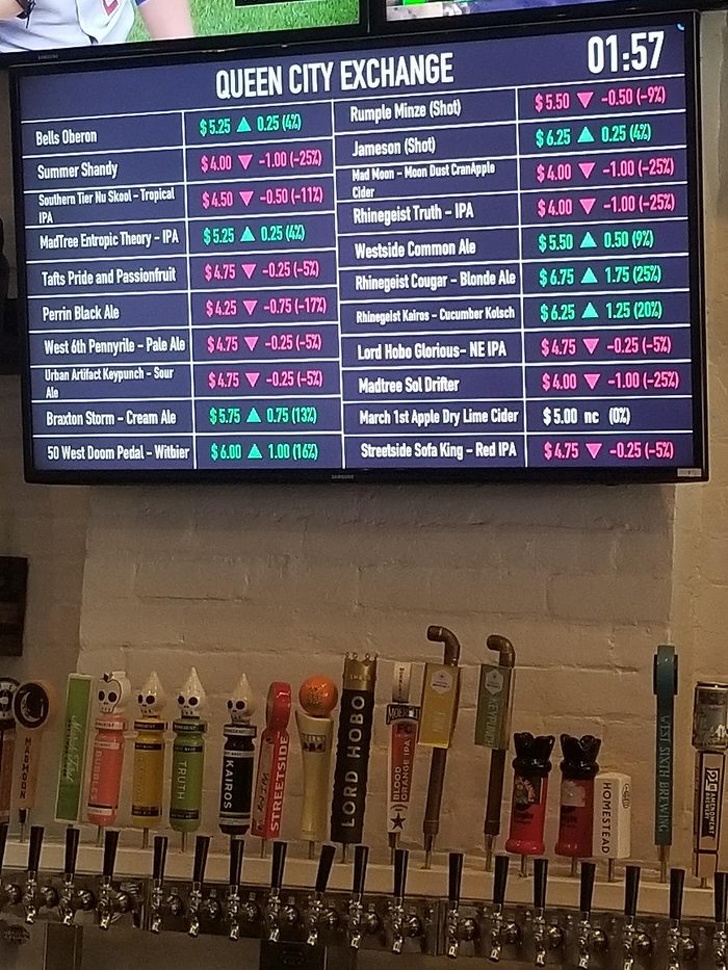 QUEEN CITY EXCHANGE
01:57
Bells Oberon $5.25 ▲ 0.25 (4%)
Summer Shandy $4.00 ▼ -1.00 (-25%)
Southern Tier Nu Skool - Tropical
IPA $4.50 ▼ -0.50 (-11%)
MadTree Entropic Theory - IPA $5.25 ▲ 0.25 (4%)
Tafts Pride and Passionfruit $4.75 ▼ -0.25 (-5%)
Perrin Black Ale $4.25 ▼ -0.75 (-17%)
West 6th Pennyrile - Pale Ale $4.75 ▼ -0.25 (-5%)
Urban Artifact Keypunch - Sour
Ale $4.75 ▼ -0.25 (-5%)
Braxton Storm - Cream Ale $5.75 ▲ 0.75 (13%)
50 West Doom Pedal - Witbier $6.00 ▲ 1.00 (16%)
Rumple Minze (Shot) $5.50 ▼ -0.50 (-9%)
Jameson (Shot) $6.25 ▲ 0.25 (4%)
Mad Moon - Moon Dust CranApple
Cider $4.00 ▼ -1.00 (-25%)
Rhinegeist Truth - IPA $4.00 ▼ -1.00 (-25%)
Westside Common Ale $5.50 ▲ 0.50 (9%)
Rhinegeist Cougar - Blonde Ale $6.75 ▲ 1.75 (25%)
Rhinegeist Kairos - Cucumber Kolsch $6.25 ▲ 1.25 (20%)
Lord Hobo Glorious- NE IPA $4.75 ▼ -0.25 (-5%)
Madtree Sol Drifter $4.00 ▼ -1.00 (-25%)
March 1st Apple Dry Lime Cider $5.00 nc (0%)
Streetside Sofa King - Red IPA $4.75 ▼ -0.25 (-5%)
SAMSUNG
MADMOON
BUBBLES
TRUTH
KAIROS
STREETSIDE
BELL'S
LORD HOBO
BLOOD
ORANGE IPA
HOMESTEAD
WEST SIXTH BREWING
21ST
AMENDMENT